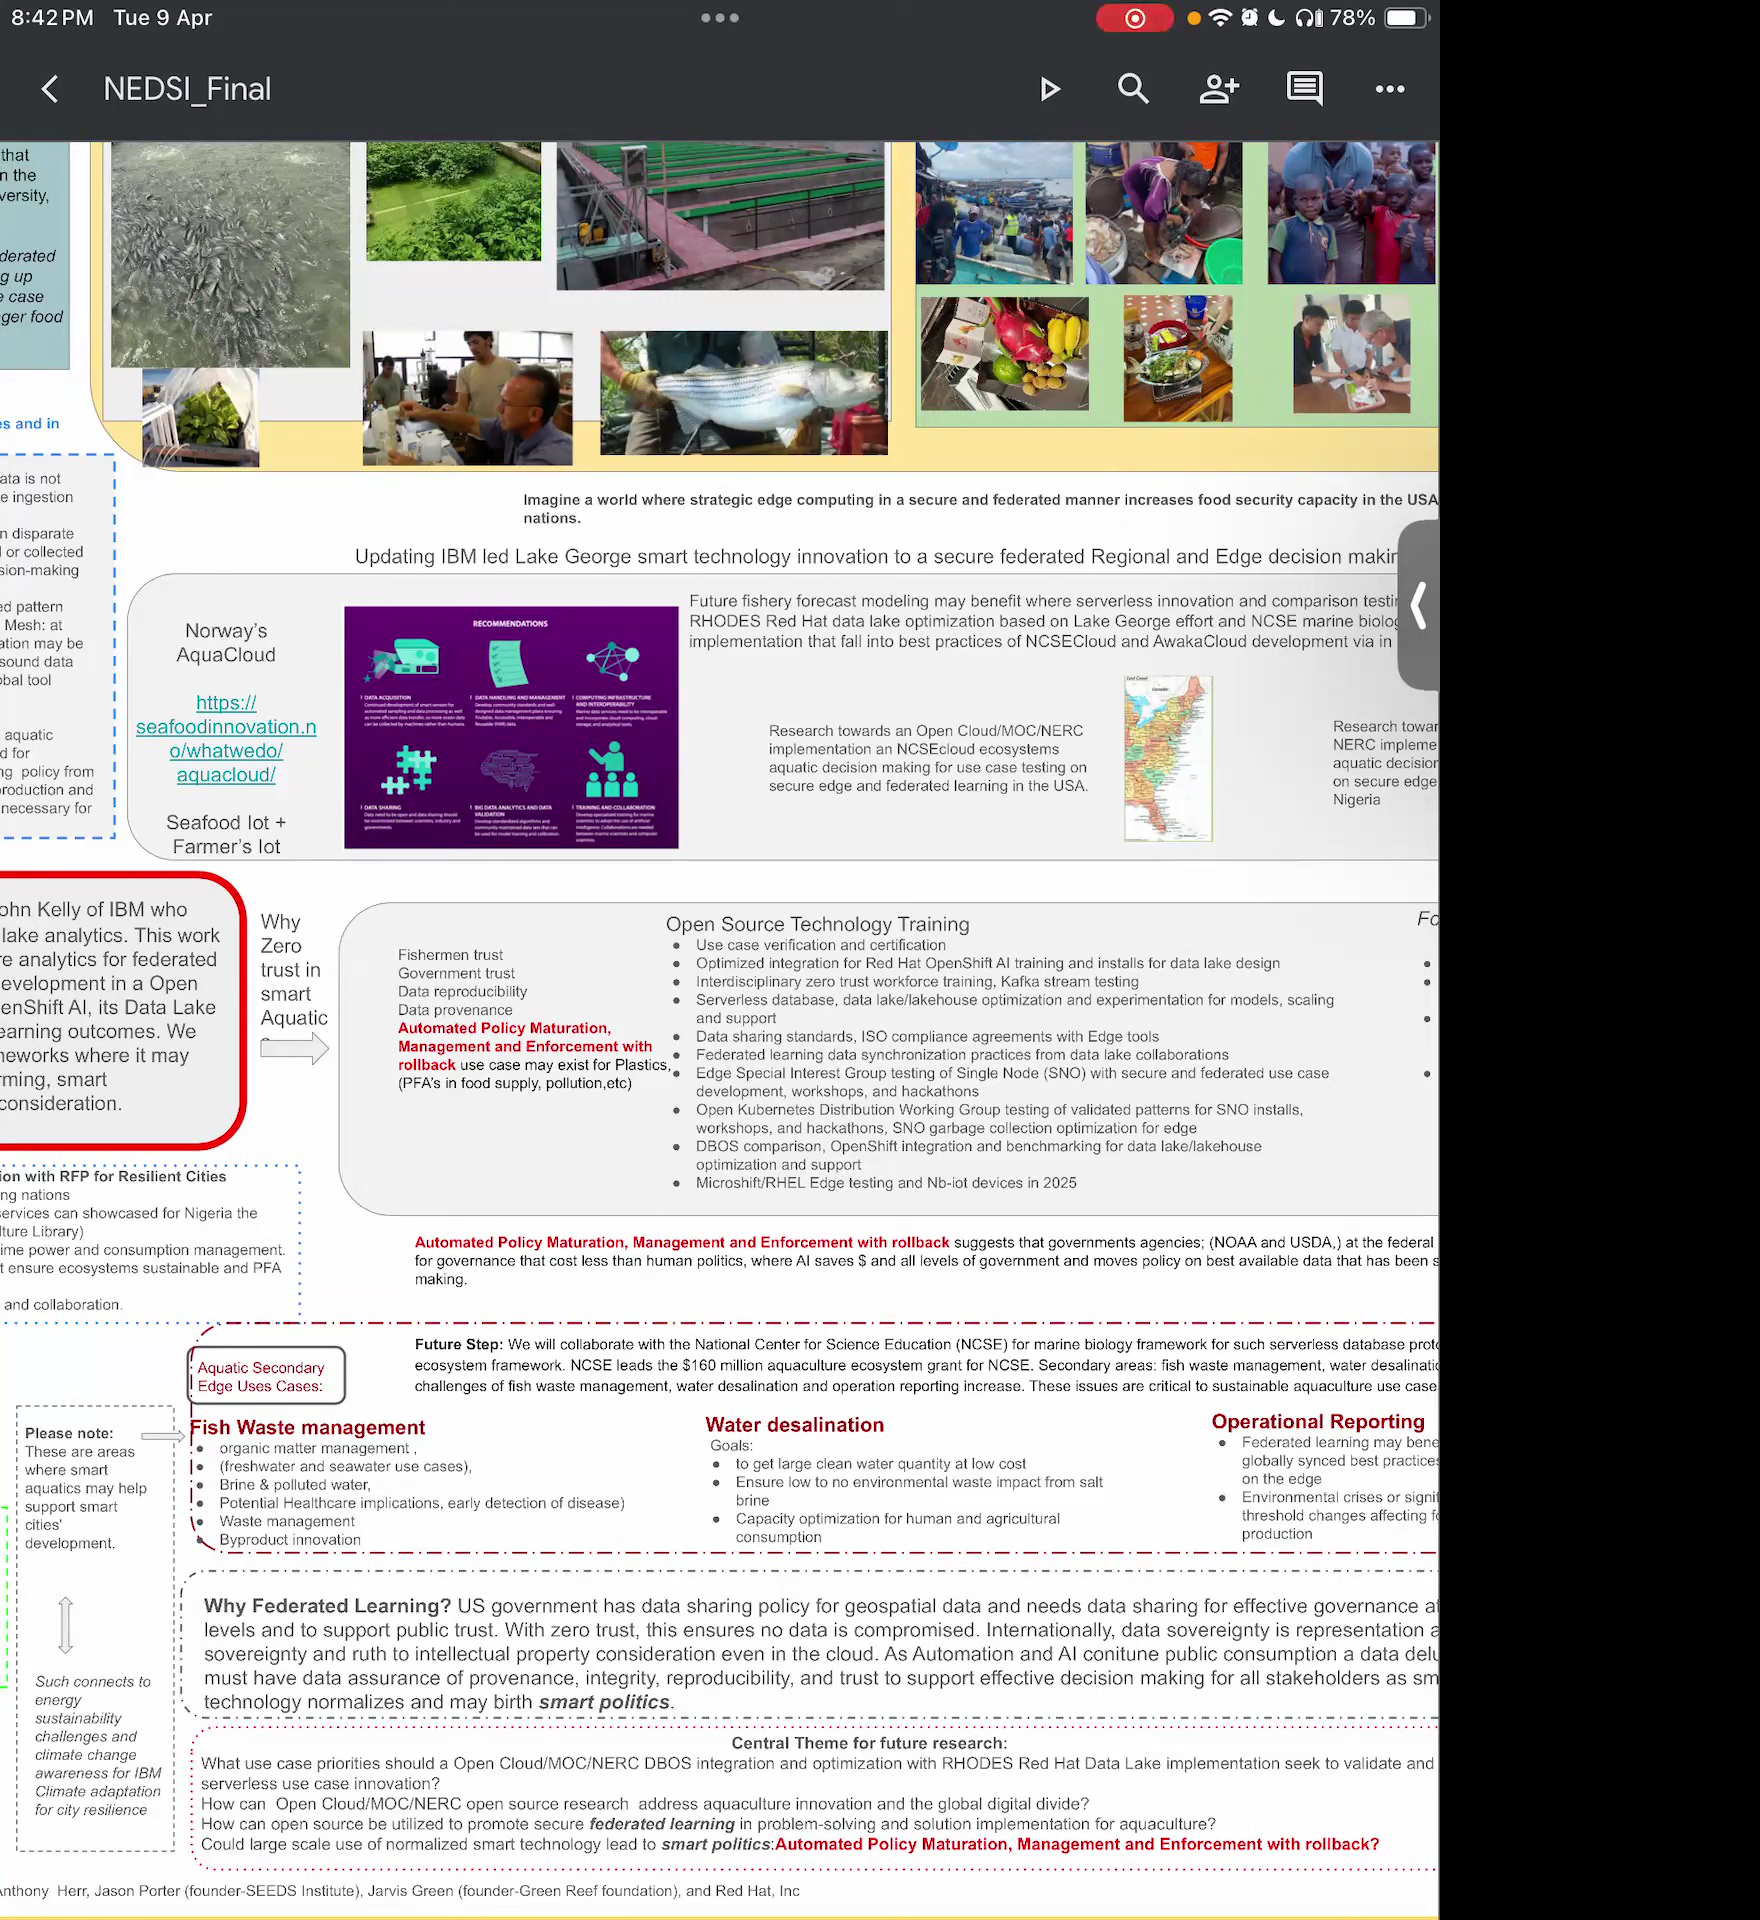 8:42 PM Tue 9 Apr
78%
NEDSI_Final
that
n the
versity,
derated
g up
e case
ger food
es and in
ata is not
e ingestion
n disparate
l or collected
sion-making
ed pattern
Mesh: at
ation may be
sound data
bal tool
aquatic
d for
ng policy from
roduction and
necessary for
Imagine a world where strategic edge computing in a secure and federated manner increases food security capacity in the USA
nations.
Updating IBM led Lake George smart technology innovation to a secure federated Regional and Edge decision makin
Norway's
AquaCloud
https://
seafoodinnovation.n
o/whatwedo/
aquacloud/
Seafood Iot +
Farmer's Iot
RECOMMENDATIONS
DATA ACQUISITION
DATA HANDLING AND MANAGEMENT
COMPUTING INFRASTRUCTURE
AND INTEROPERABILITY
DATA SHARING
BIG DATA ANALYTICS AND DATA
VALIDATION
TRAINING AND COLLABORATION
Future fishery forecast modeling may benefit where serverless innovation and comparison testi
RHODES Red Hat data lake optimization based on Lake George effort and NCSE marine biolog
implementation that fall into best practices of NCSECloud and AwakaCloud development via in
Research towards an Open Cloud/MOC/NERC
implementation an NCSEcloud ecosystems
aquatic decision making for use case testing on
secure edge and federated learning in the USA.
Research towar
NERC impleme
aquatic decision
on secure edge
Nigeria
ohn Kelly of IBM who
lake analytics. This work
re analytics for federated
evelopment in a Open
enShift AI, its Data Lake
earning outcomes. We
neworks where it may
rming, smart
consideration.
Why
Zero
trust in
smart
Aquatic
Fishermen trust
Government trust
Data reproducibility
Data provenance
Automated Policy Maturation,
Management and Enforcement with
rollback use case may exist for Plastics,
(PFA's in food supply, pollution,etc)
Open Source Technology Training
Use case verification and certification
Optimized integration for Red Hat OpenShift AI training and installs for data lake design
Interdisciplinary zero trust workforce training, Kafka stream testing
Serverless database, data lake/lakehouse optimization and experimentation for models, scaling
and support
Data sharing standards, ISO compliance agreements with Edge tools
Federated learning data synchronization practices from data lake collaborations
Edge Special Interest Group testing of Single Node (SNO) with secure and federated use case
development, workshops, and hackathons
Open Kubernetes Distribution Working Group testing of validated patterns for SNO installs,
workshops, and hackathons, SNO garbage collection optimization for edge
DBOS comparison, OpenShift integration and benchmarking for data lake/lakehouse
optimization and support
Microshift/RHEL Edge testing and Nb-iot devices in 2025
Fo
ion with RFP for Resilient Cities
ng nations
services can showcased for Nigeria the
lture Library)
ime power and consumption management.
t ensure ecosystems sustainable and PFA
and collaboration.
Automated Policy Maturation, Management and Enforcement with rollback suggests that governments agencies; (NOAA and USDA,) at the federal
for governance that cost less than human politics, where AI saves $ and all levels of government and moves policy on best available data that has been s
making.
Aquatic Secondary
Edge Uses Cases:
Future Step: We will collaborate with the National Center for Science Education (NCSE) for marine biology framework for such serverless database prot
ecosystem framework. NCSE leads the $160 million aquaculture ecosystem grant for NCSE. Secondary areas: fish waste management, water desalinati
challenges of fish waste management, water desalination and operation reporting increase. These issues are critical to sustainable aquaculture use case
Please note:
These are areas
where smart
aquatics may help
support smart
cities'
development.
Such connects to
energy
sustainability
challenges and
climate change
awareness for IBM
Climate adaptation
for city resilience
Fish Waste management
organic matter management ,
(freshwater and seawater use cases),
Brine & polluted water,
Potential Healthcare implications, early detection of disease)
Waste management
Byproduct innovation
Water desalination
Goals:
to get large clean water quantity at low cost
Ensure low to no environmental waste impact from salt
brine
Capacity optimization for human and agricultural
consumption
Operational Reporting
Federated learning may bene
globally synced best practices
on the edge
Environmental crises or signif
threshold changes affecting fo
production
Why Federated Learning? US government has data sharing policy for geospatial data and needs data sharing for effective governance at
levels and to support public trust. With zero trust, this ensures no data is compromised. Internationally, data sovereignty is representation a
sovereignty and ruth to intellectual property consideration even in the cloud. As Automation and AI conitune public consumption a data delu
must have data assurance of provenance, integrity, reproducibility, and trust to support effective decision making for all stakeholders as sm
technology normalizes and may birth smart politics.
Central Theme for future research:
What use case priorities should a Open Cloud/MOC/NERC DBOS integration and optimization with RHODES Red Hat Data Lake implementation seek to validate and
serverless use case innovation?
How can Open Cloud/MOC/NERC open source research address aquaculture innovation and the global digital divide?
How can open source be utilized to promote secure federated learning in problem-solving and solution implementation for aquaculture?
Could large scale use of normalized smart technology lead to smart politics:Automated Policy Maturation, Management and Enforcement with rollback?
Anthony Herr, Jason Porter (founder-SEEDS Institute), Jarvis Green (founder-Green Reef foundation), and Red Hat, Inc